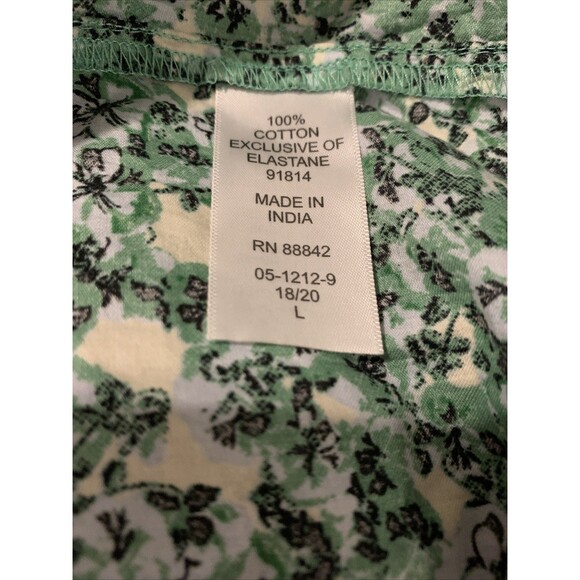 100%
COTTON
EXCLUSIVE OF
ELASTANE
91814
MADE IN
INDIA
RN 88842
05-1212-9
18/20
L